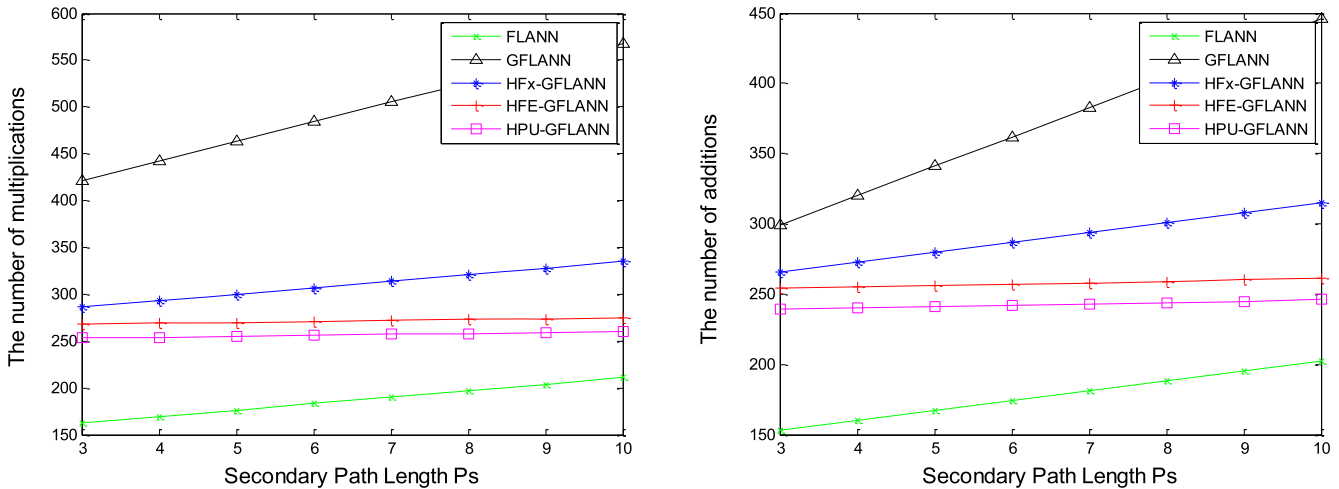 600
550
500
450
400
350
300
250
200
150
3 4 5 6 7 8 9 10
The number of multiplications
Secondary Path Length Ps
FLANN
GFLANN
HFx-GFLANN
HFE-GFLANN
HPU-GFLANN
450
400
350
300
250
200
150
3 4 5 6 7 8 9 10
The number of additions
Secondary Path Length Ps
FLANN
GFLANN
HFx-GFLANN
HFE-GFLANN
HPU-GFLANN